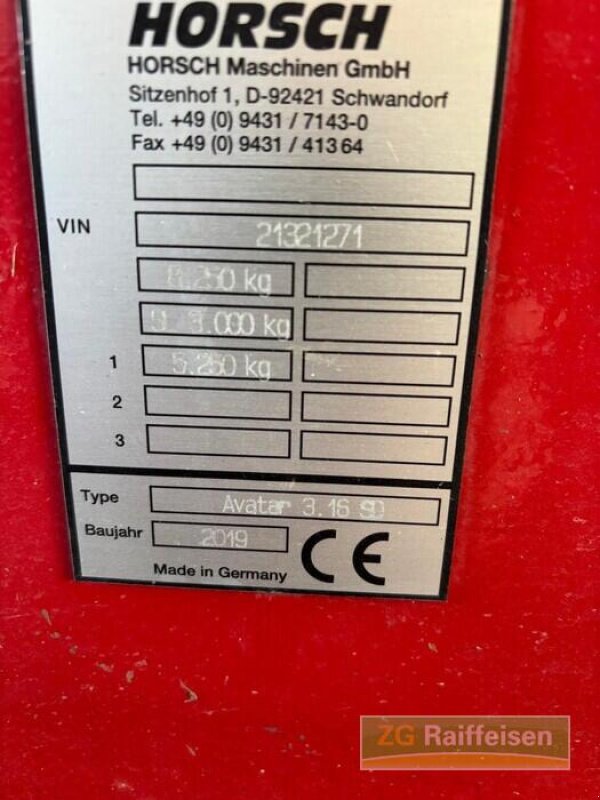 HORSCH
HORSCH Maschinen GmbH
Sitzenhof 1, D-92421 Schwandorf
Tel. +49 (0) 9431 / 7143-0
Fax +49 (0) 9431 / 41364
VIN 21321271
kg
kg
1 5.250 kg
2
3
Type Avatar 3.16 SD
Baujahr 2019 CE
Made in Germany
ZG Raiffeisen